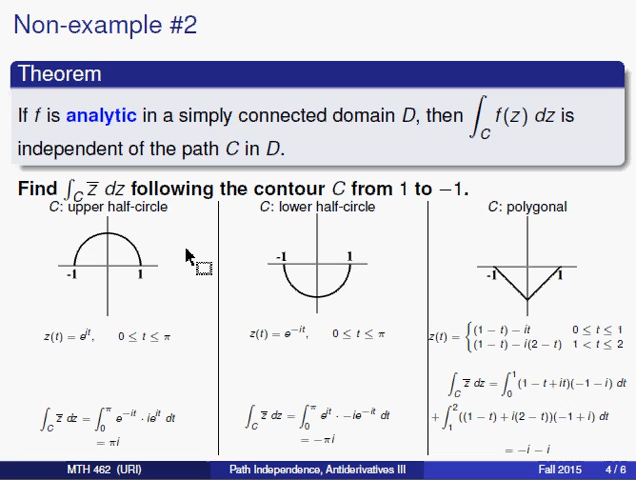 Non-example #2
Theorem
If f is analytic in a simply connected domain D, then ∫_C f(z) dz is
independent of the path C in D.
Find ∫_C z̅ dz following the contour C from 1 to −1.
C: upper half-circle
-1 1
z(t) = e^{it}, 0 ≤ t ≤ π
∫_C z̅ dz = ∫_0^π e^{−it} · ie^{it} dt
= πi
C: lower half-circle
-1 1
z(t) = e^{−it}, 0 ≤ t ≤ π
∫_C z̅ dz = ∫_0^π e^{it} · −ie^{−it} dt
= −πi
C: polygonal
-1 1
z(t) = { (1 − t) − it 0 ≤ t ≤ 1
(1 − t) − i(2 − t) 1 < t ≤ 2
∫_C z̅ dz = ∫_0^1 (1 − t + it)(−1 − i) dt
+ ∫_1^2 ((1 − t) + i(2 − t))(−1 + i) dt
= −i − i
MTH 462 (URI) Path Independence, Antiderivatives III Fall 2015 4 / 6